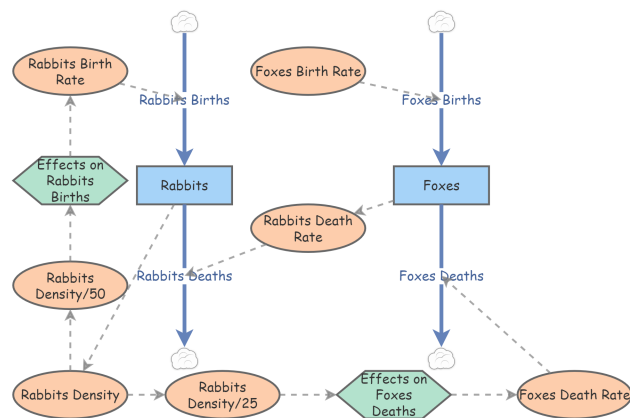 Rabbits Birth
Rate
Foxes Birth Rate
Rabbits Births
Foxes Births
Effects on
Rabbits
Births
Rabbits
Foxes
Rabbits Death
Rate
Rabbits
Density/50
Rabbits Deaths
Foxes Deaths
Rabbits Density
Rabbits
Density/25
Effects on
Foxes
Deaths
Foxes Death Rate